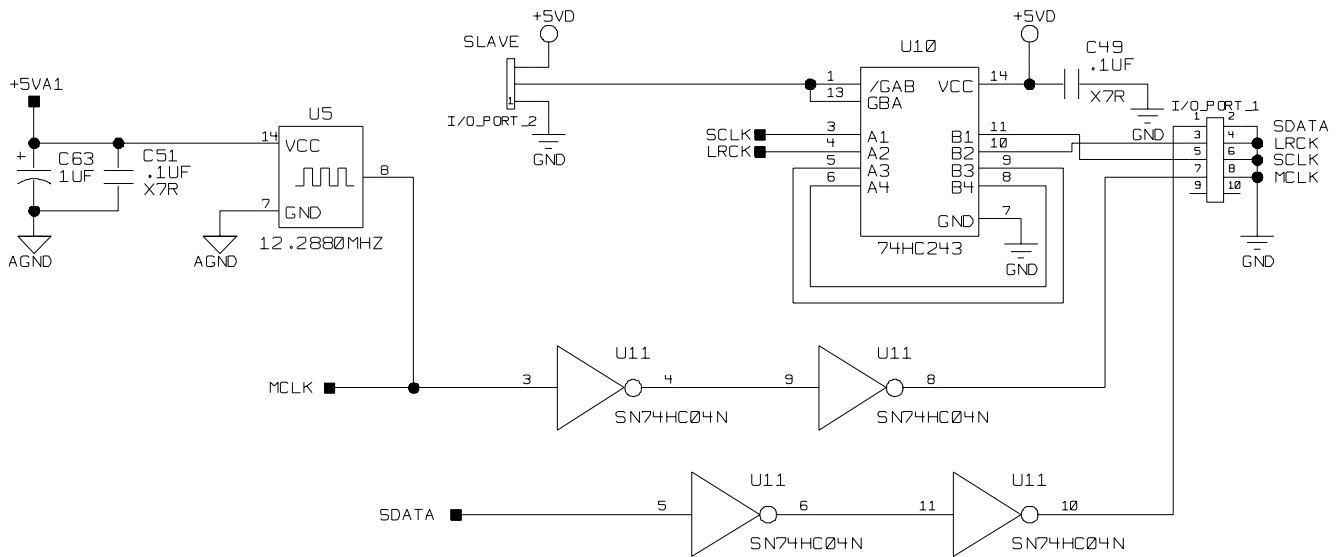 +5VD
+5VD
SLAVE
U10
C49
.1UF
X7R
+5VA1
U5
1
I/O_PORT_2
GND
1
13
/GAB
GBA
VCC
14
GND
I/O_PORT_1
1
2
SDATA
3
4
LRCK
5
6
SCLK
7
8
MCLK
9
10
GND
SCLK
3
A1
B1
11
LRCK
4
A2
B2
10
5
A3
B3
9
6
A4
B4
8
GND
7
GND
74HC243
14
VCC
8
7
GND
12.2880MHZ
+
C63
1UF
C51
.1UF
X7R
AGND
AGND
MCLK
3
U11
4
SN74HC04N
9
U11
8
SN74HC04N
SDATA
5
U11
6
SN74HC04N
11
U11
10
SN74HC04N